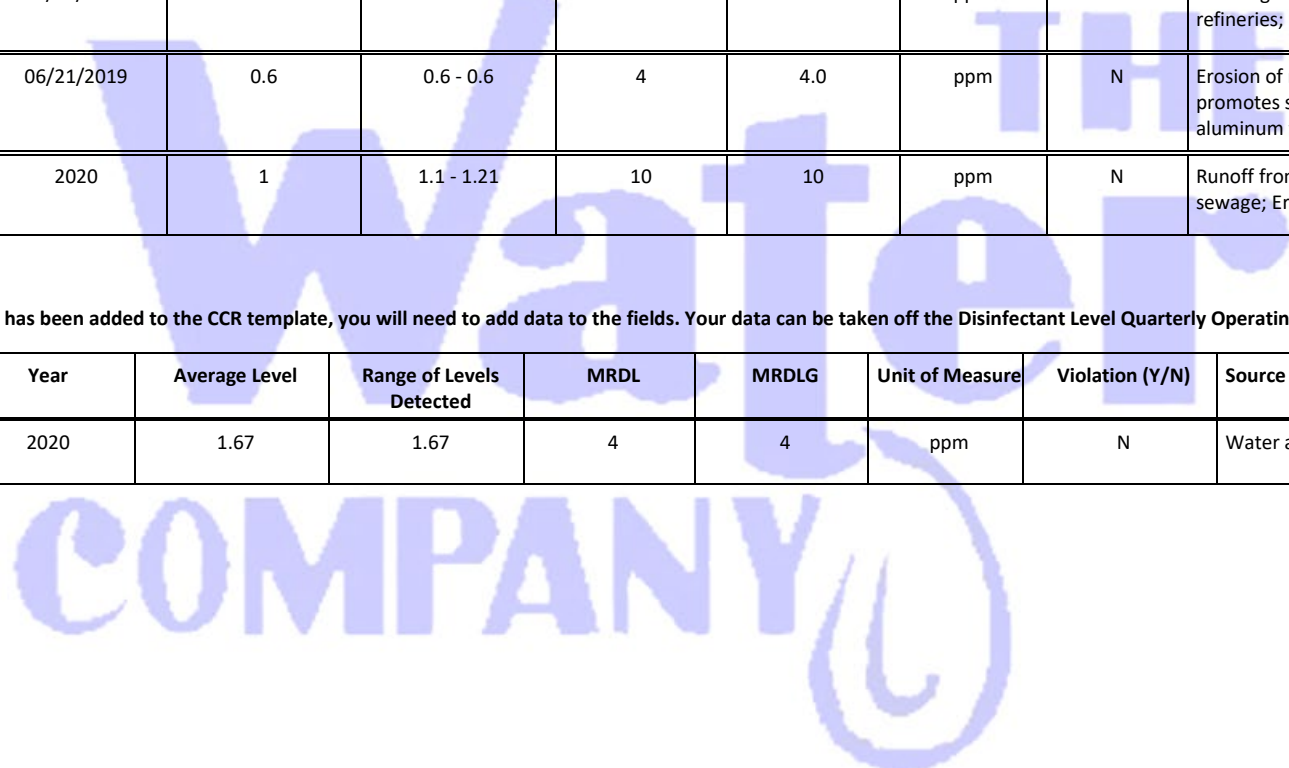 refineries;
06/21/2019 0.6 0.6 - 0.6 4 4.0 ppm N Erosion of
promotes
aluminum
2020 1 1.1 - 1.21 10 10 ppm N Runoff from
sewage;
has been added to the CCR template, you will need to add data to the fields. Your data can be taken off the Disinfectant Level Quarterly
Year Average Level Range of Levels MRDL MRDLG Unit of Measure Violation (Y/N) Source
Detected
2020 1.67 1.67 4 4 ppm N Water
THE
Water
COMPANY